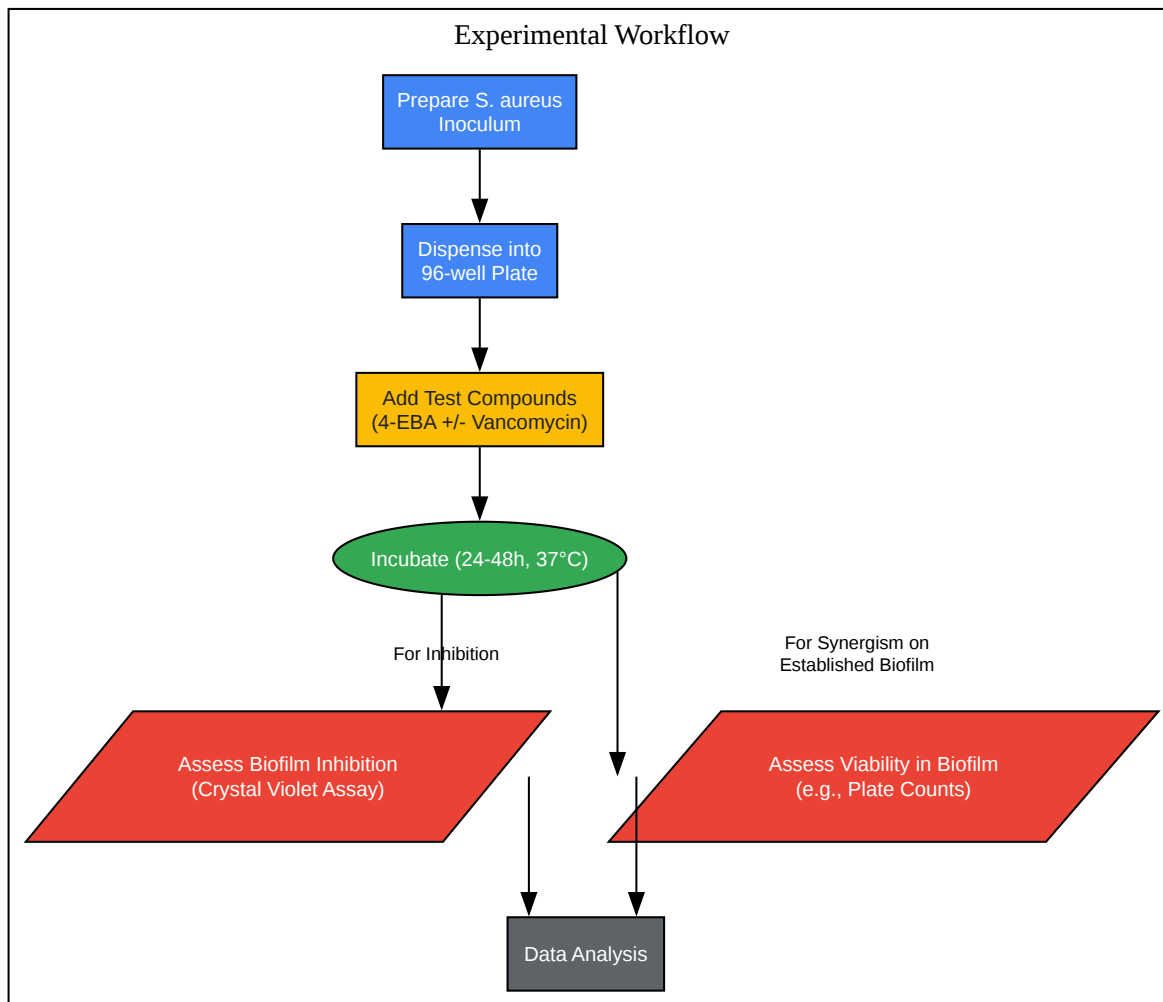 Experimental Workflow
Prepare S. aureus
Inoculum
Dispense into
96-well Plate
Add Test Compounds
(4-EBA +/- Vancomycin)
Incubate (24-48h, 37°C)
For Inhibition
For Synergism on
Established Biofilm
Assess Biofilm Inhibition
(Crystal Violet Assay)
Assess Viability in Biofilm
(e.g., Plate Counts)
Data Analysis